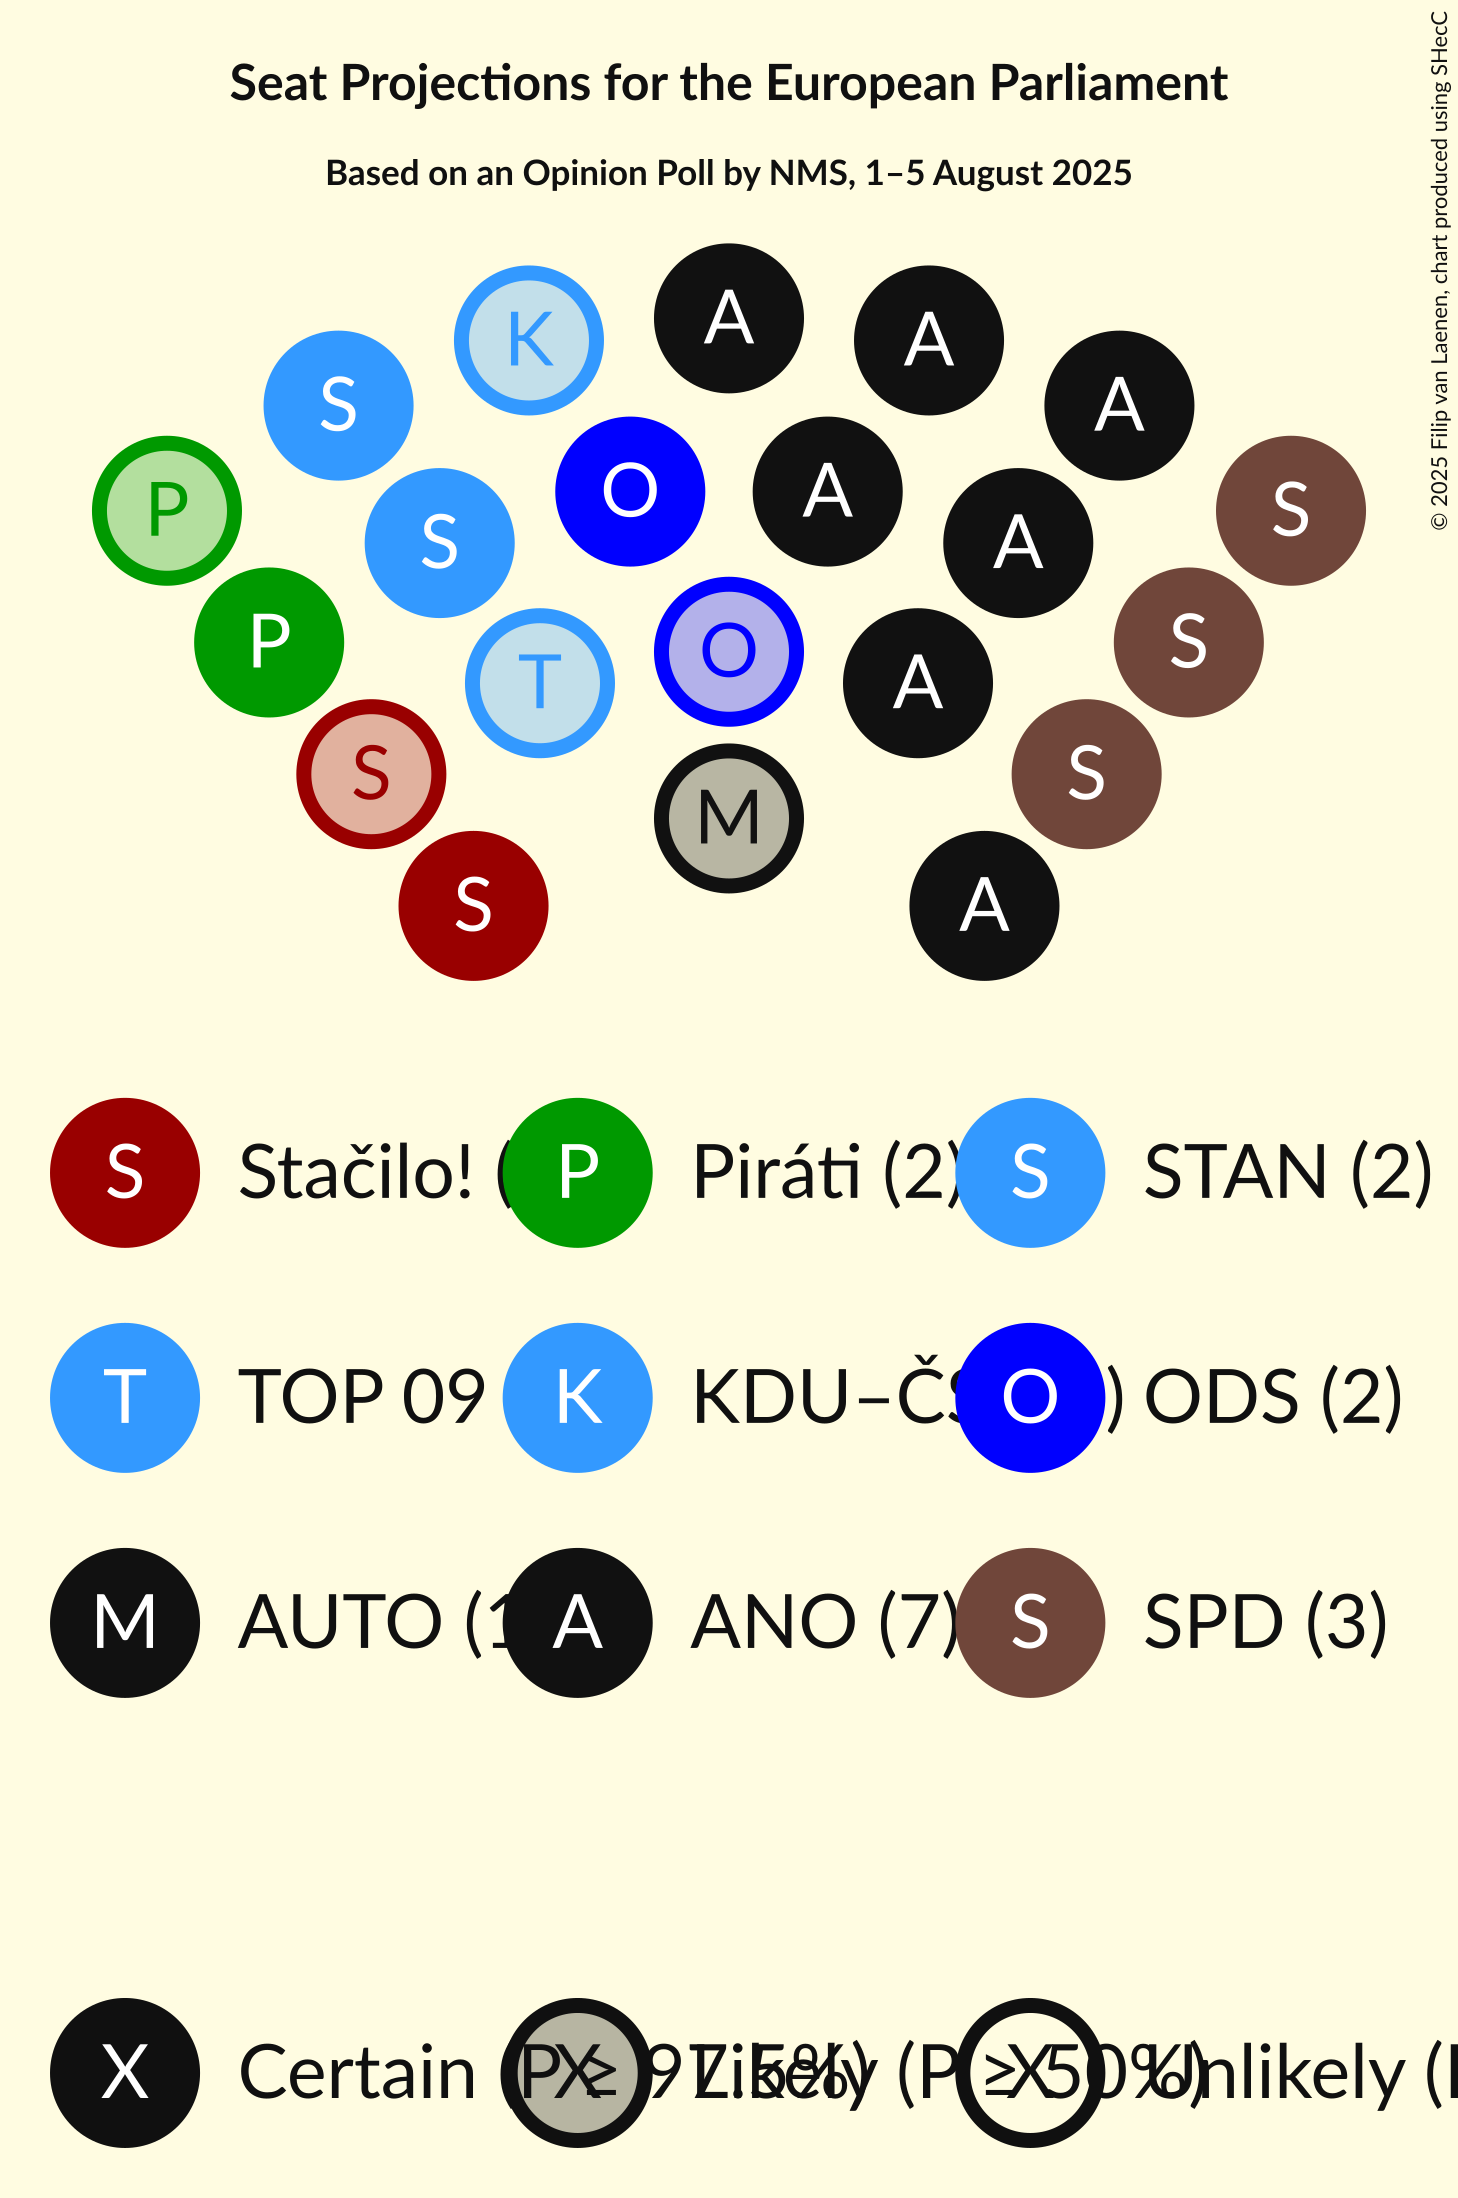 Seat Projections for the European Parliament
Based on an Opinion Poll by NMS, 1–5 August 2025
© 2025 Filip van Laenen, chart produced using SHecC
K A A
S A
P O A S
S A
P T O A S
S M S
S A
S Stačilo! ( P Piráti (2) S STAN (2)
T TOP 09 K KDU–Č O ) ODS (2)
M AUTO (1 A ANO (7) S SPD (3)
X Certain (P ≥ 97.5%) X Likely (P ≥ 50%) X Unlikely (